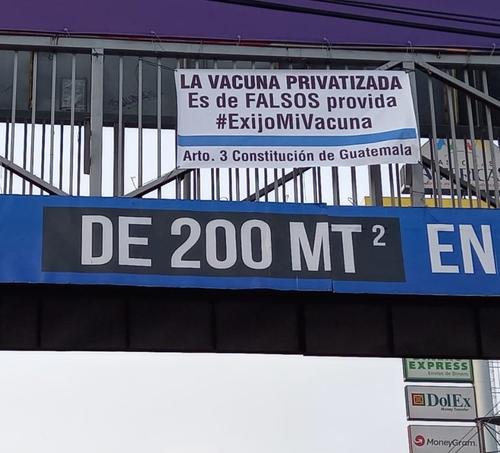 LA VACUNA PRIVATIZADA
Es de FALSOS provida
#ExijoMiVacuna
Arto. 3 Constitución de Guatemala
DE 200 MT²
EN
EXPRESS
DolEx
MoneyGram